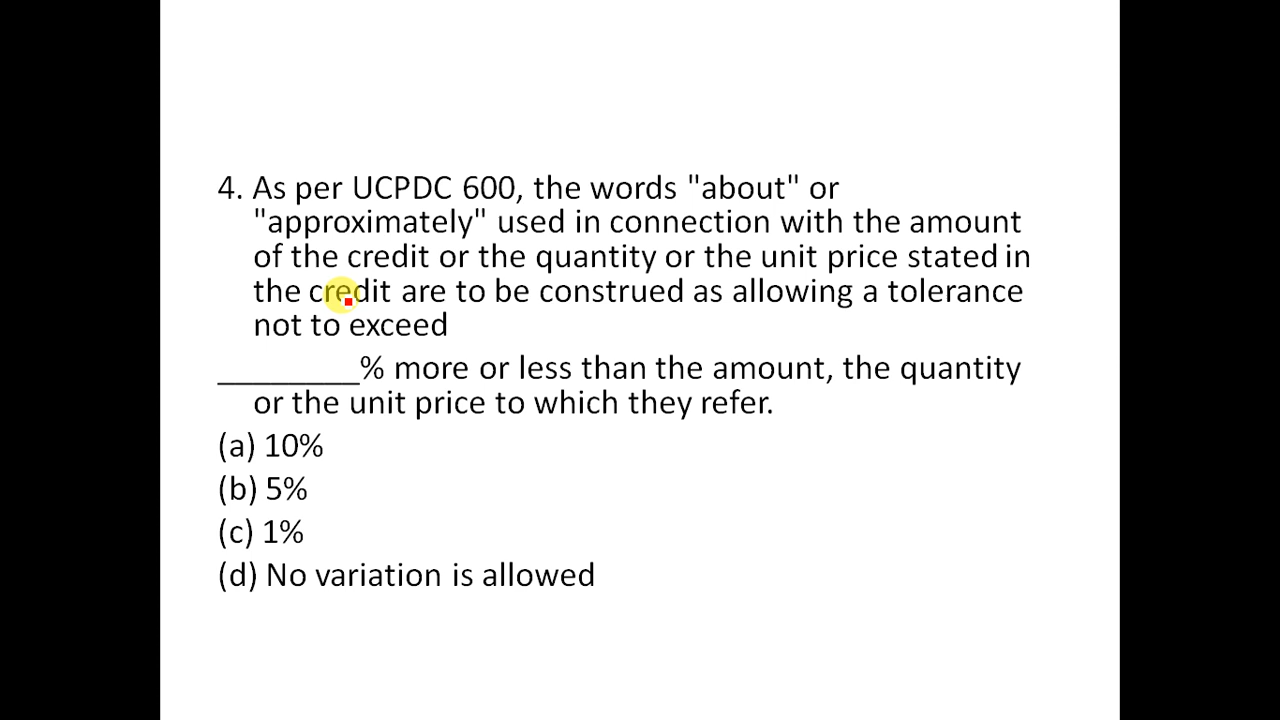 4. As per UCPDC 600, the words "about" or
"approximately" used in connection with the amount
of the credit or the quantity or the unit price stated in
the credit are to be construed as allowing a tolerance
not to exceed
_________% more or less than the amount, the quantity
or the unit price to which they refer.
(a) 10%
(b) 5%
(c) 1%
(d) No variation is allowed